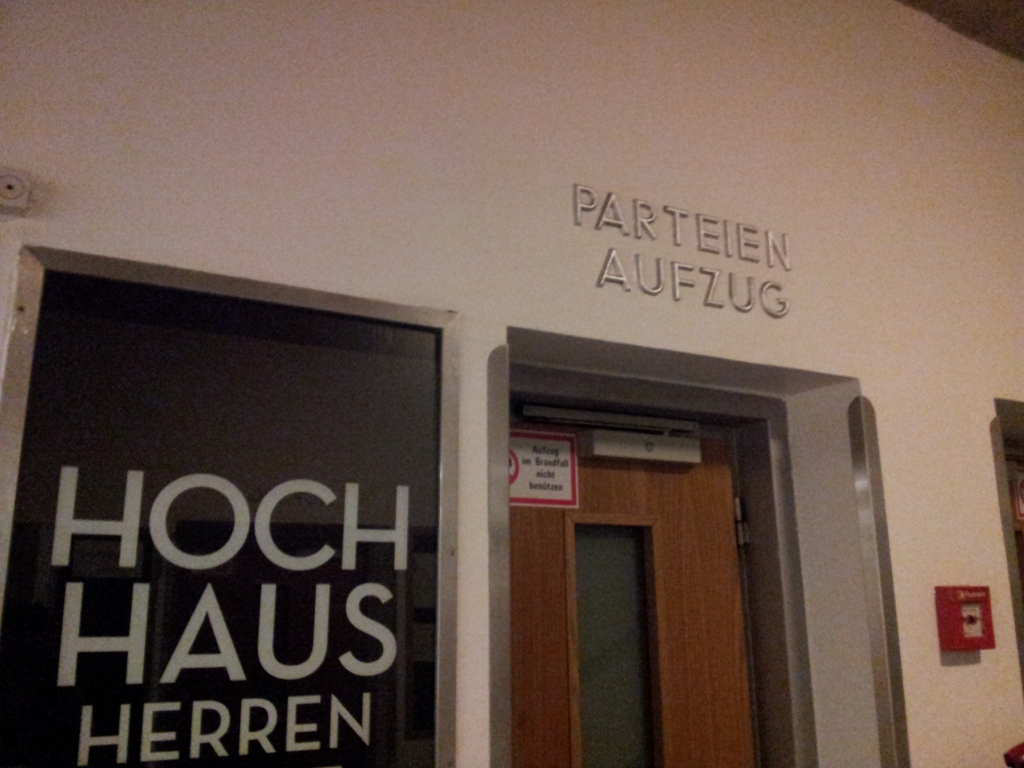 PARTEIEN
AUFZUG
Aufzug
im Brandfall
nicht
benützen
HOCH
HAUS
HERREN